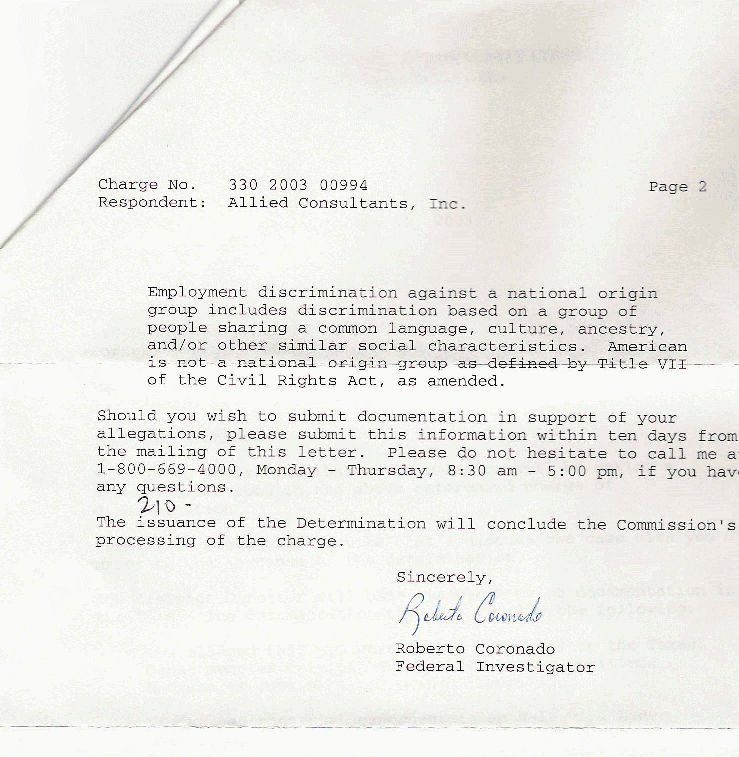 Charge No. 330 2003 00994 Page 2
Respondent: Allied Consultants, Inc.
Employment discrimination against a national origin
group includes discrimination based on a group of
people sharing a common language, culture, ancestry,
and/or other similar social characteristics. American
is not a national origin group as defined by Title VII
of the Civil Rights Act, as amended.
Should you wish to submit documentation in support of your
allegations, please submit this information within ten days from
the mailing of this letter. Please do not hesitate to call me a
1-800-669-4000, Monday - Thursday, 8:30 am - 5:00 pm, if you have
any questions.
210 -
The issuance of the Determination will conclude the Commission's
processing of the charge.
Sincerely,
Roberto Coronado
Roberto Coronado
Federal Investigator